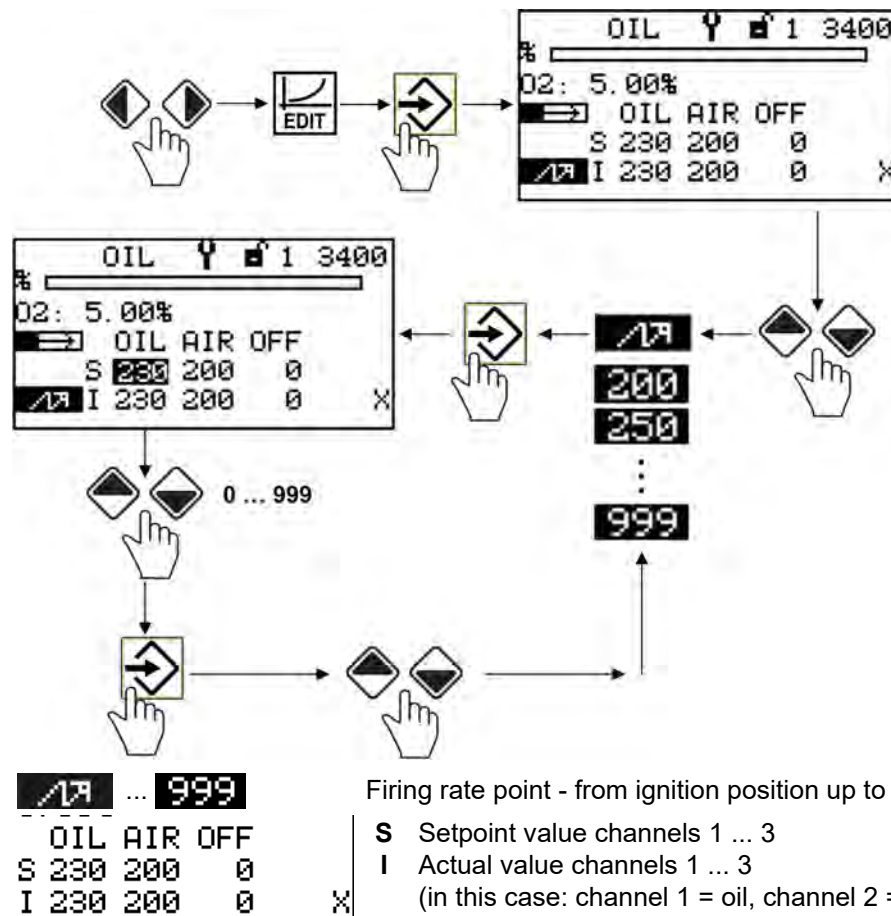 OIL 1 3400
%
O2: 5.00%
OIL AIR OFF
S 230 200 0
I 230 200 0 X
EDIT
OIL 1 3400
%
O2: 5.00%
OIL AIR OFF
S 230 200 0
I 230 200 0 X
200
250
⋮
999
0 ... 999
... 999
Firing rate point - from ignition position up to
OIL AIR OFF
S 230 200 0
I 230 200 0 X
S Setpoint value channels 1 ... 3
I Actual value channels 1 ... 3
(in this case: channel 1 = oil, channel 2 =